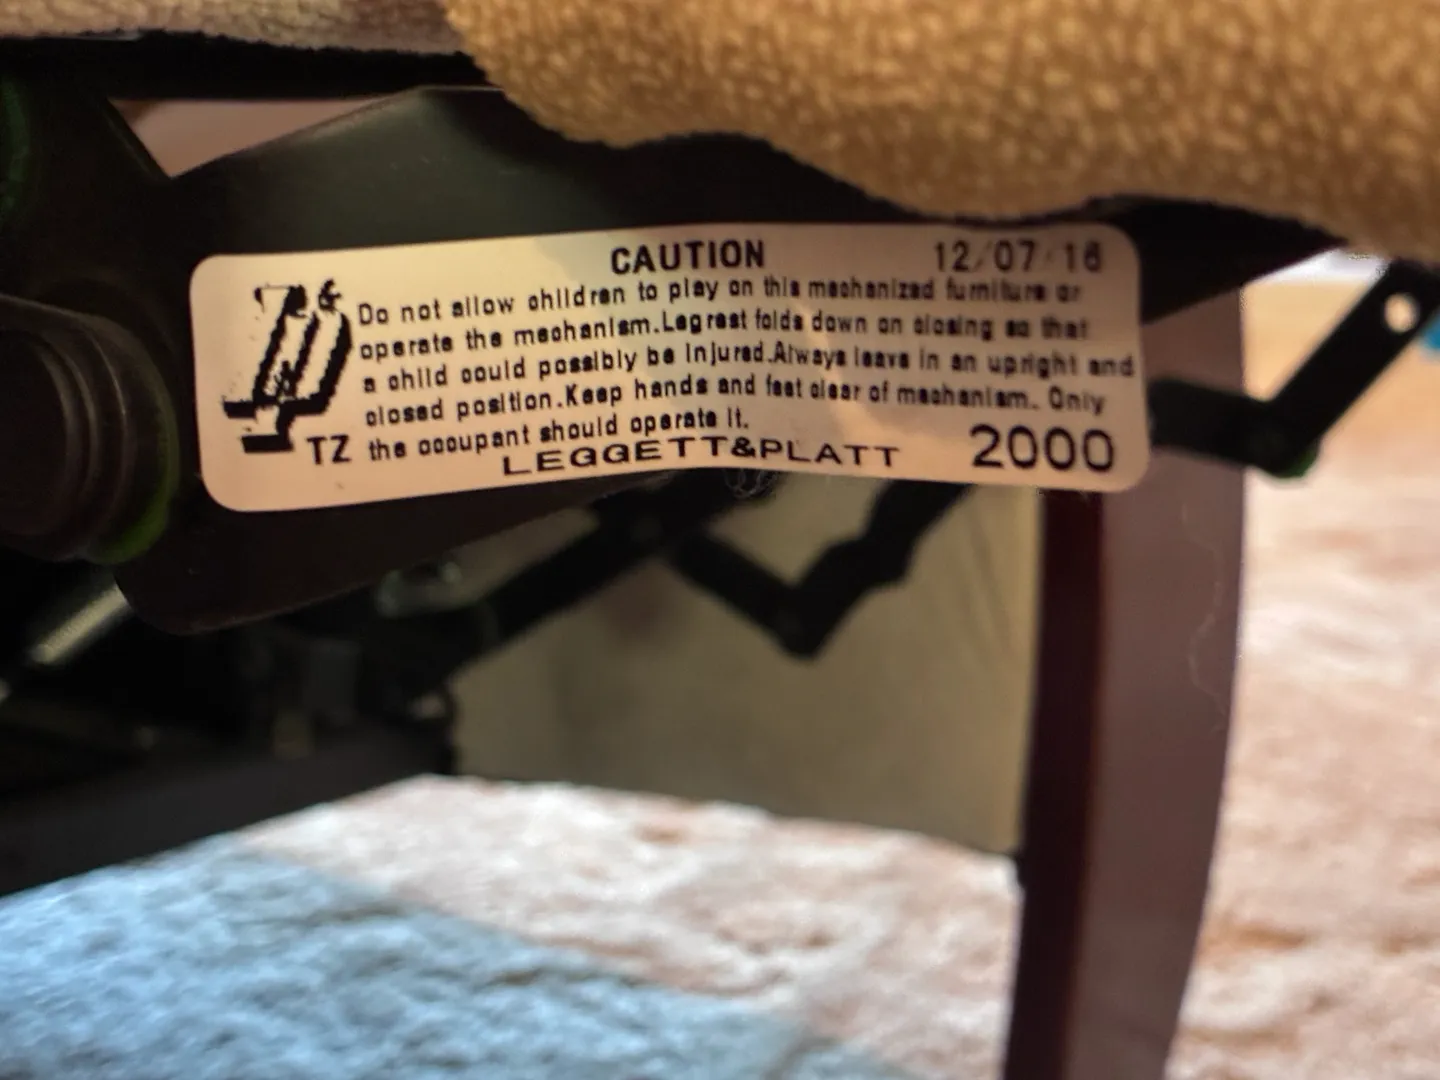 CAUTION 12/07/16
Do not allow children to play on this mechanized furniture or
operate the mechanism.Legrest folds down on closing so that
a child could possibly be injured.Always leave in an upright and
closed position.Keep hands and feet clear of mechanism. Only
the occupant should operate it.
TZ
LEGGETT&PLATT 2000